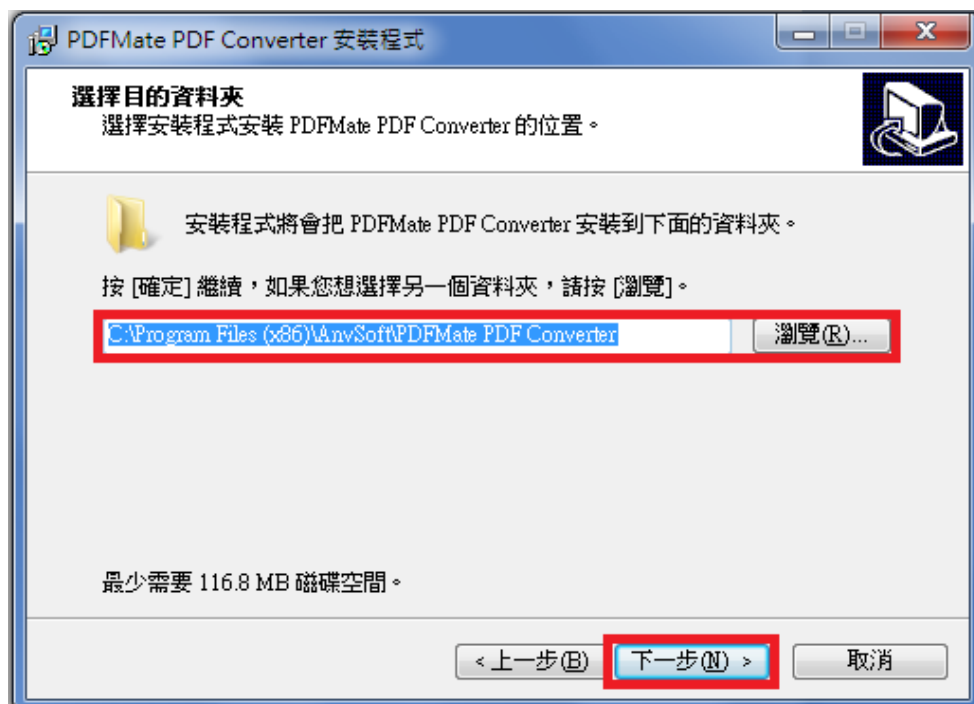 PDFMate PDF Converter 安裝程式
選擇目的資料夾
選擇安裝程式安裝 PDFMate PDF Converter 的位置。
安裝程式將會把 PDFMate PDF Converter 安裝到下面的資料夾。
按 [確定] 繼續，如果您想選擇另一個資料夾，請按 [瀏覽]。
C:\Program Files (x86)\AnvSoft\PDFMate PDF Converter 瀏覽(R)...
最少需要 116.8 MB 磁碟空間。
<上一步(B) 下一步(N) > 取消